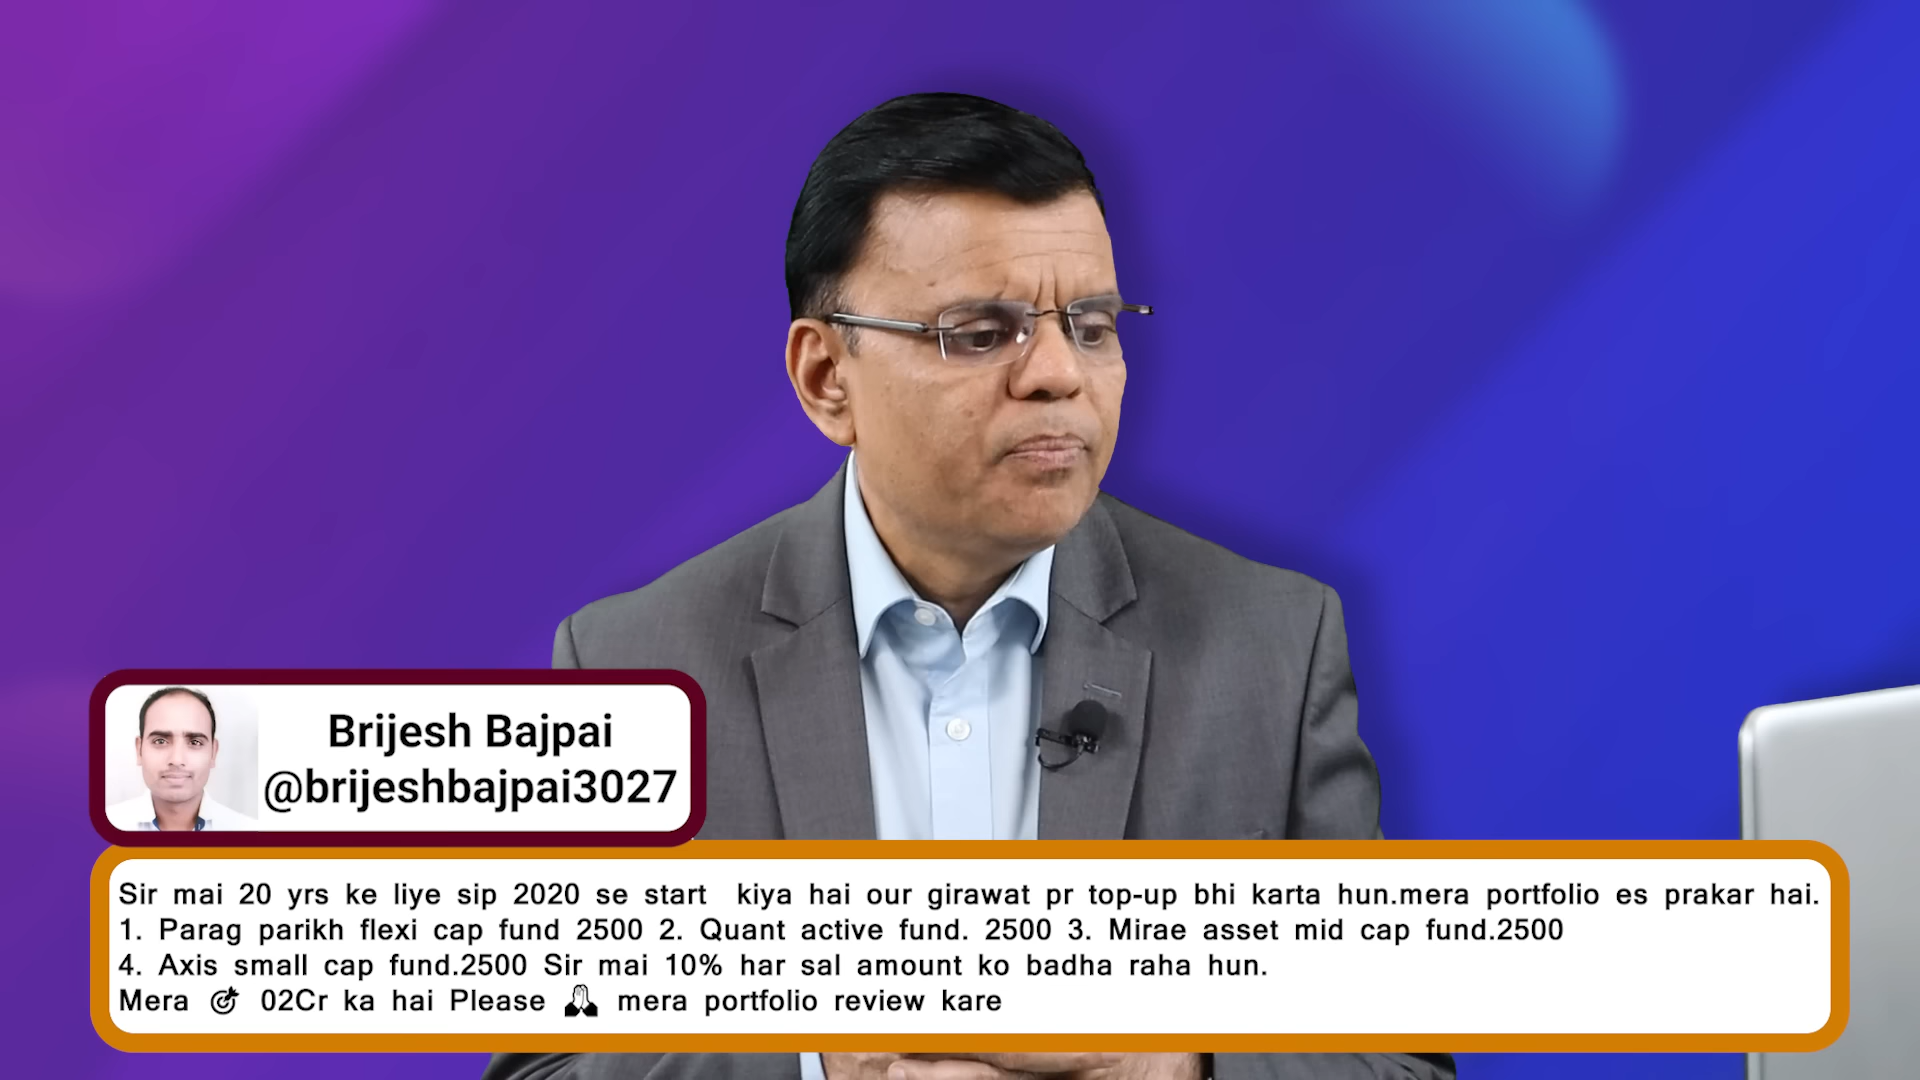 Brijesh Bajpai
@brijeshbajpai3027
Sir mai 20 yrs ke liye sip 2020 se start kiya hai our girawat pr top-up bhi karta hun.mera portfolio es prakar hai.
1. Parag parikh flexi cap fund 2500 2. Quant active fund. 2500 3. Mirae asset mid cap fund.2500
4. Axis small cap fund.2500 Sir mai 10% har sal amount ko badha raha hun.
Mera 🎯 02Cr ka hai Please 🙏 mera portfolio review kare